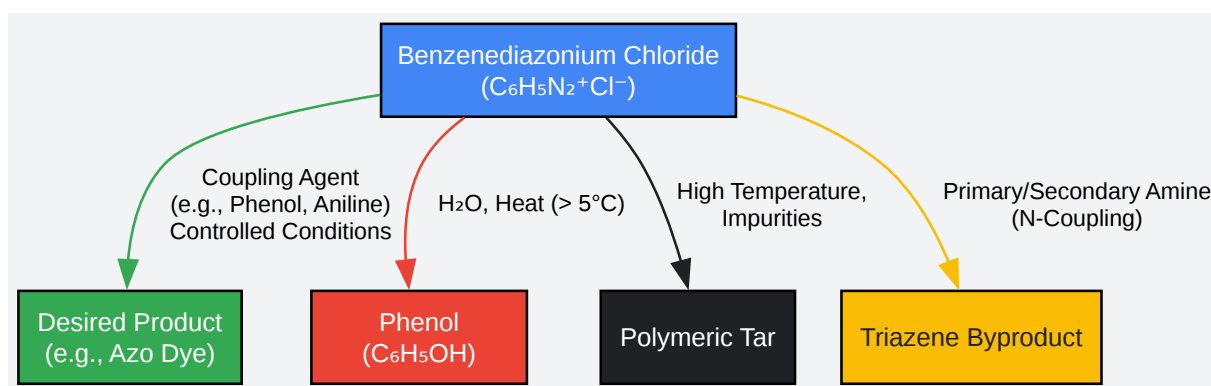 Benzenediazonium Chloride
(C₆H₅N₂⁺Cl⁻)
Coupling Agent
(e.g., Phenol, Aniline)
Controlled Conditions
H₂O, Heat (> 5°C)
High Temperature,
Impurities
Primary/Secondary Amine
(N-Coupling)
Desired Product
(e.g., Azo Dye)
Phenol
(C₆H₅OH)
Polymeric Tar
Triazene Byproduct